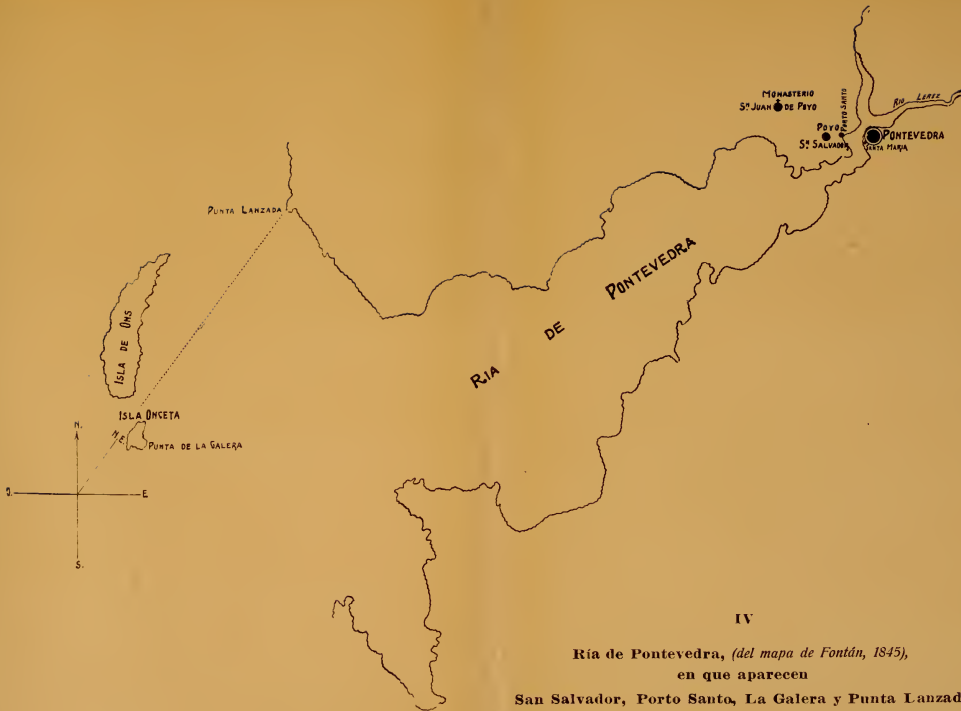 MONASTERIO
Sn JUAN DE POYO
PORTO SANTO
RIO LEREZ
POYO
Sn SALVADOR
PONTEVEDRA
SANTA MARIA
PUNTA LANZADA
RIA DE PONTEVEDRA
ISLA DE ONS
ISLA ONCETA
PUNTA DE LA GALERA
N.
N.E.
O.
E
S.
IV
Ría de Pontevedra, (del mapa de Fontán, 1845),
en que aparecen
San Salvador, Porto Santo, La Galera y Punta Lanzad